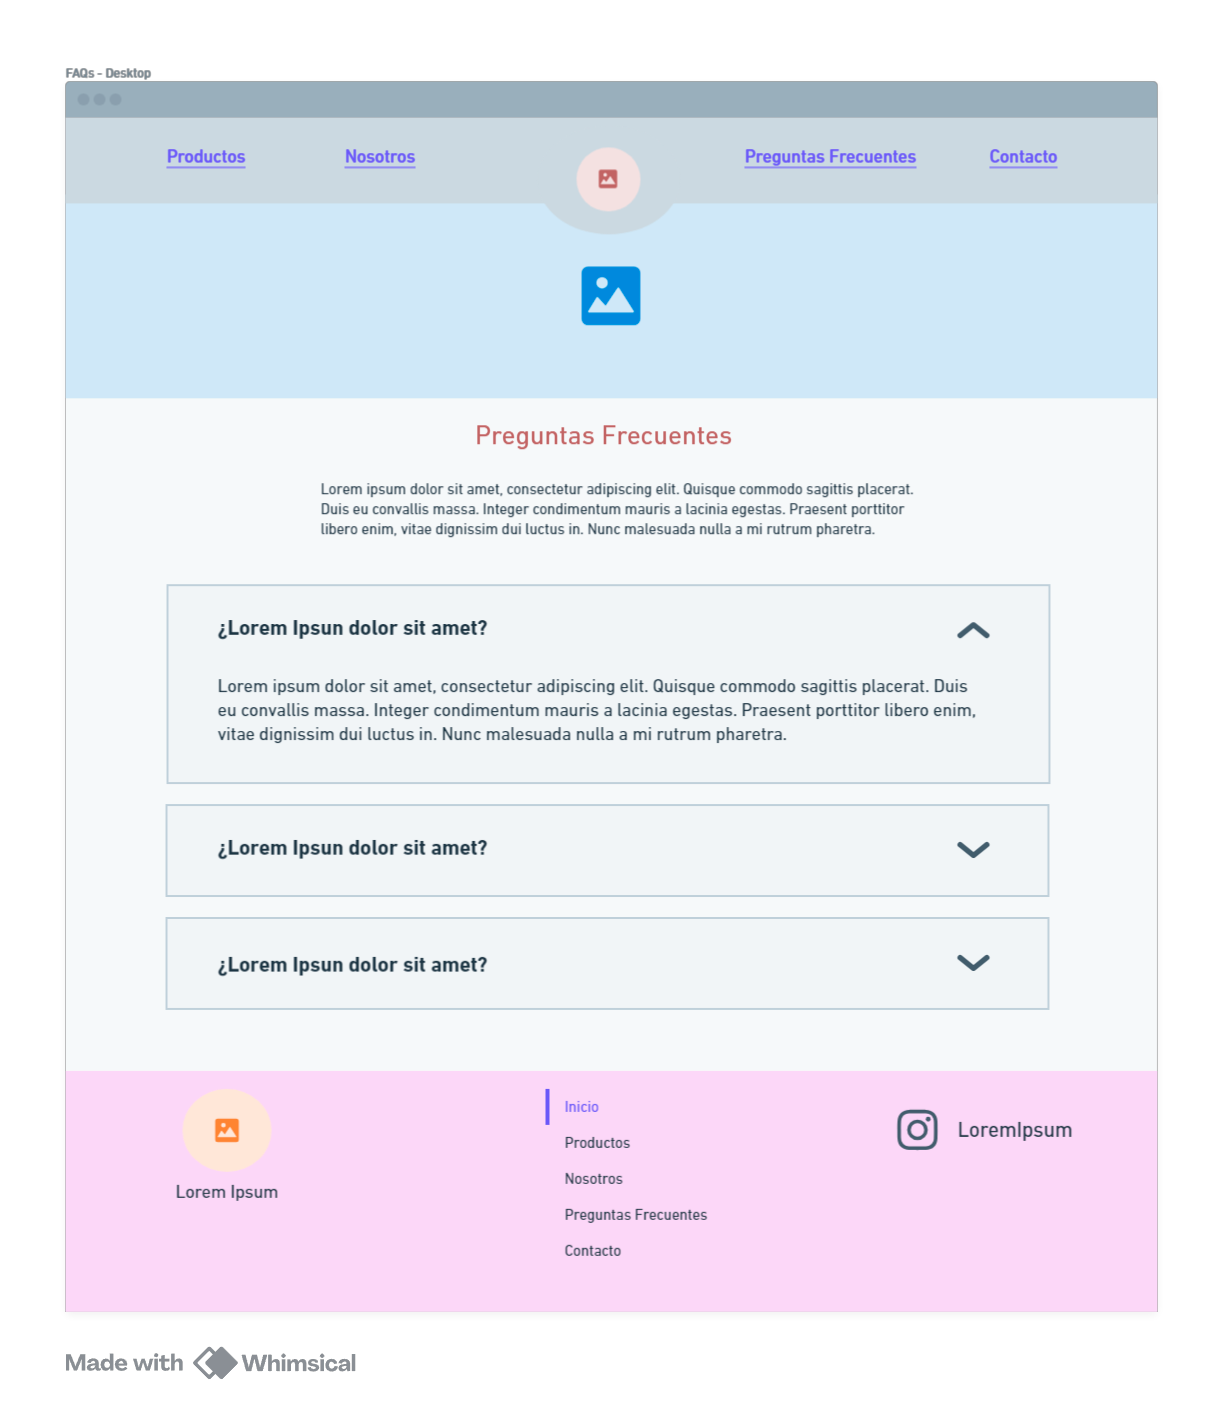 FAQs - Desktop
Productos
Nosotros
Preguntas Frecuentes
Contacto
Preguntas Frecuentes
Lorem ipsum dolor sit amet, consectetur adipiscing elit. Quisque commodo sagittis placerat.
Duis eu convallis massa. Integer condimentum mauris a lacinia egestas. Praesent porttitor
libero enim, vitae dignissim dui luctus in. Nunc malesuada nulla a mi rutrum pharetra.
¿Lorem Ipsun dolor sit amet?
Lorem ipsum dolor sit amet, consectetur adipiscing elit. Quisque commodo sagittis placerat. Duis
eu convallis massa. Integer condimentum mauris a lacinia egestas. Praesent porttitor libero enim,
vitae dignissim dui luctus in. Nunc malesuada nulla a mi rutrum pharetra.
¿Lorem Ipsun dolor sit amet?
¿Lorem Ipsun dolor sit amet?
Lorem Ipsum
Inicio
Productos
Nosotros
Preguntas Frecuentes
Contacto
LoremIpsum
Made with Whimsical